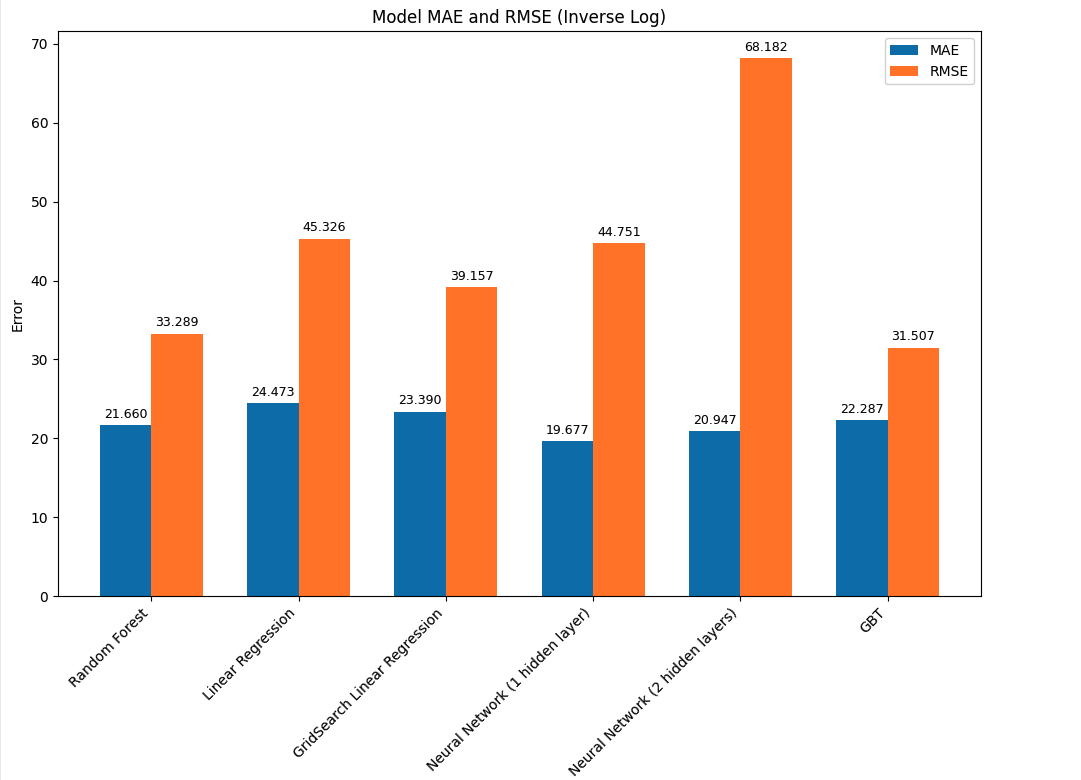 Model MAE and RMSE (Inverse Log)
MAE
RMSE
Error
70
60
50
40
30
20
10
0
21.660
33.289
24.473
45.326
23.390
39.157
19.677
44.751
20.947
68.182
22.287
31.507
Random Forest
Linear Regression
GridSearch Linear Regression
Neural Network (1 hidden layer)
Neural Network (2 hidden layers)
GBT